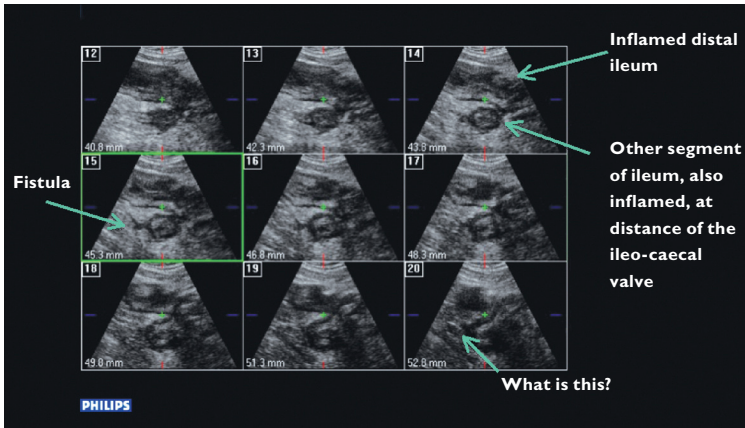 12
13
14
Inflamed distal
ileum
40.8 mm
42.3 mm
43.8 mm
Other segment
of ileum, also
inflamed, at
distance of the
ileo-caecal
valve
15
16
17
Fistula
45.3 mm
46.8 mm
48.3 mm
18
19
20
49.8 mm
51.3 mm
52.8 mm
What is this?
PHILIPS